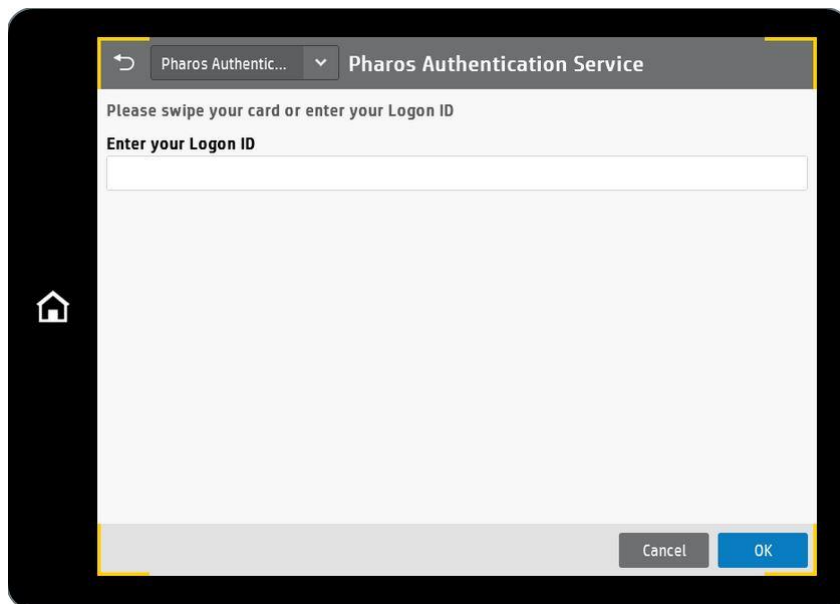 Pharos Authentic... Pharos Authentication Service
Please swipe your card or enter your Logon ID
Enter your Logon ID
Cancel OK